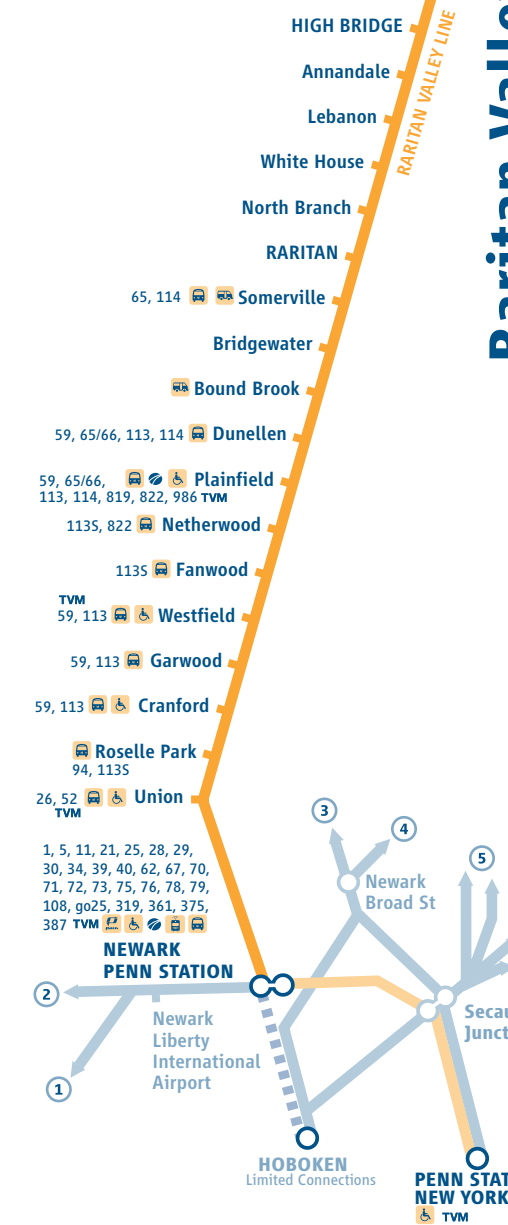 HIGH BRIDGE
RARITAN VALLEY LINE
Annandale
Lebanon
White House
North Branch
RARITAN
65, 114 Somerville
Bridgewater
Bound Brook
59, 65/66, 113, 114 Dunellen
59, 65/66, Plainfield
113, 114, 819, 822, 986 TVM
113S, 822 Netherwood
113S Fanwood
TVM
59, 113 Westfield
59, 113 Garwood
59, 113 Cranford
Roselle Park
94, 113S
26, 52 Union
TVM
1, 5, 11, 21, 25, 28, 29,
30, 34, 39, 40, 62, 67, 70,
71, 72, 73, 75, 76, 78, 79,
108, go25, 319, 361, 375,
387 TVM
NEWARK
PENN STATION
3
4
5
Newark
Broad St
2
1
Newark
Liberty
International
Airport
Secau
Junct
HOBOKEN
Limited Connections
PENN STAT
NEW YORK
TVM